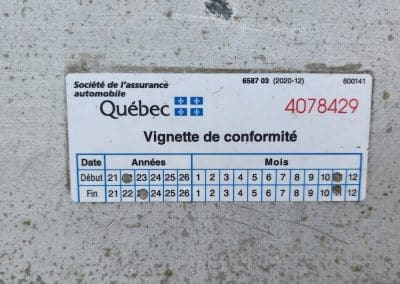 Société de l'assurance
automobile
6587 03 (2020-12)
600141
Québec
4078429
Vignette de conformité
Date Années Mois
Début 21 23 24 25 26 1 2 3 4 5 6 7 8 9 10 12
Fin 21 22 24 25 26 1 2 3 4 5 6 7 8 9 10 12